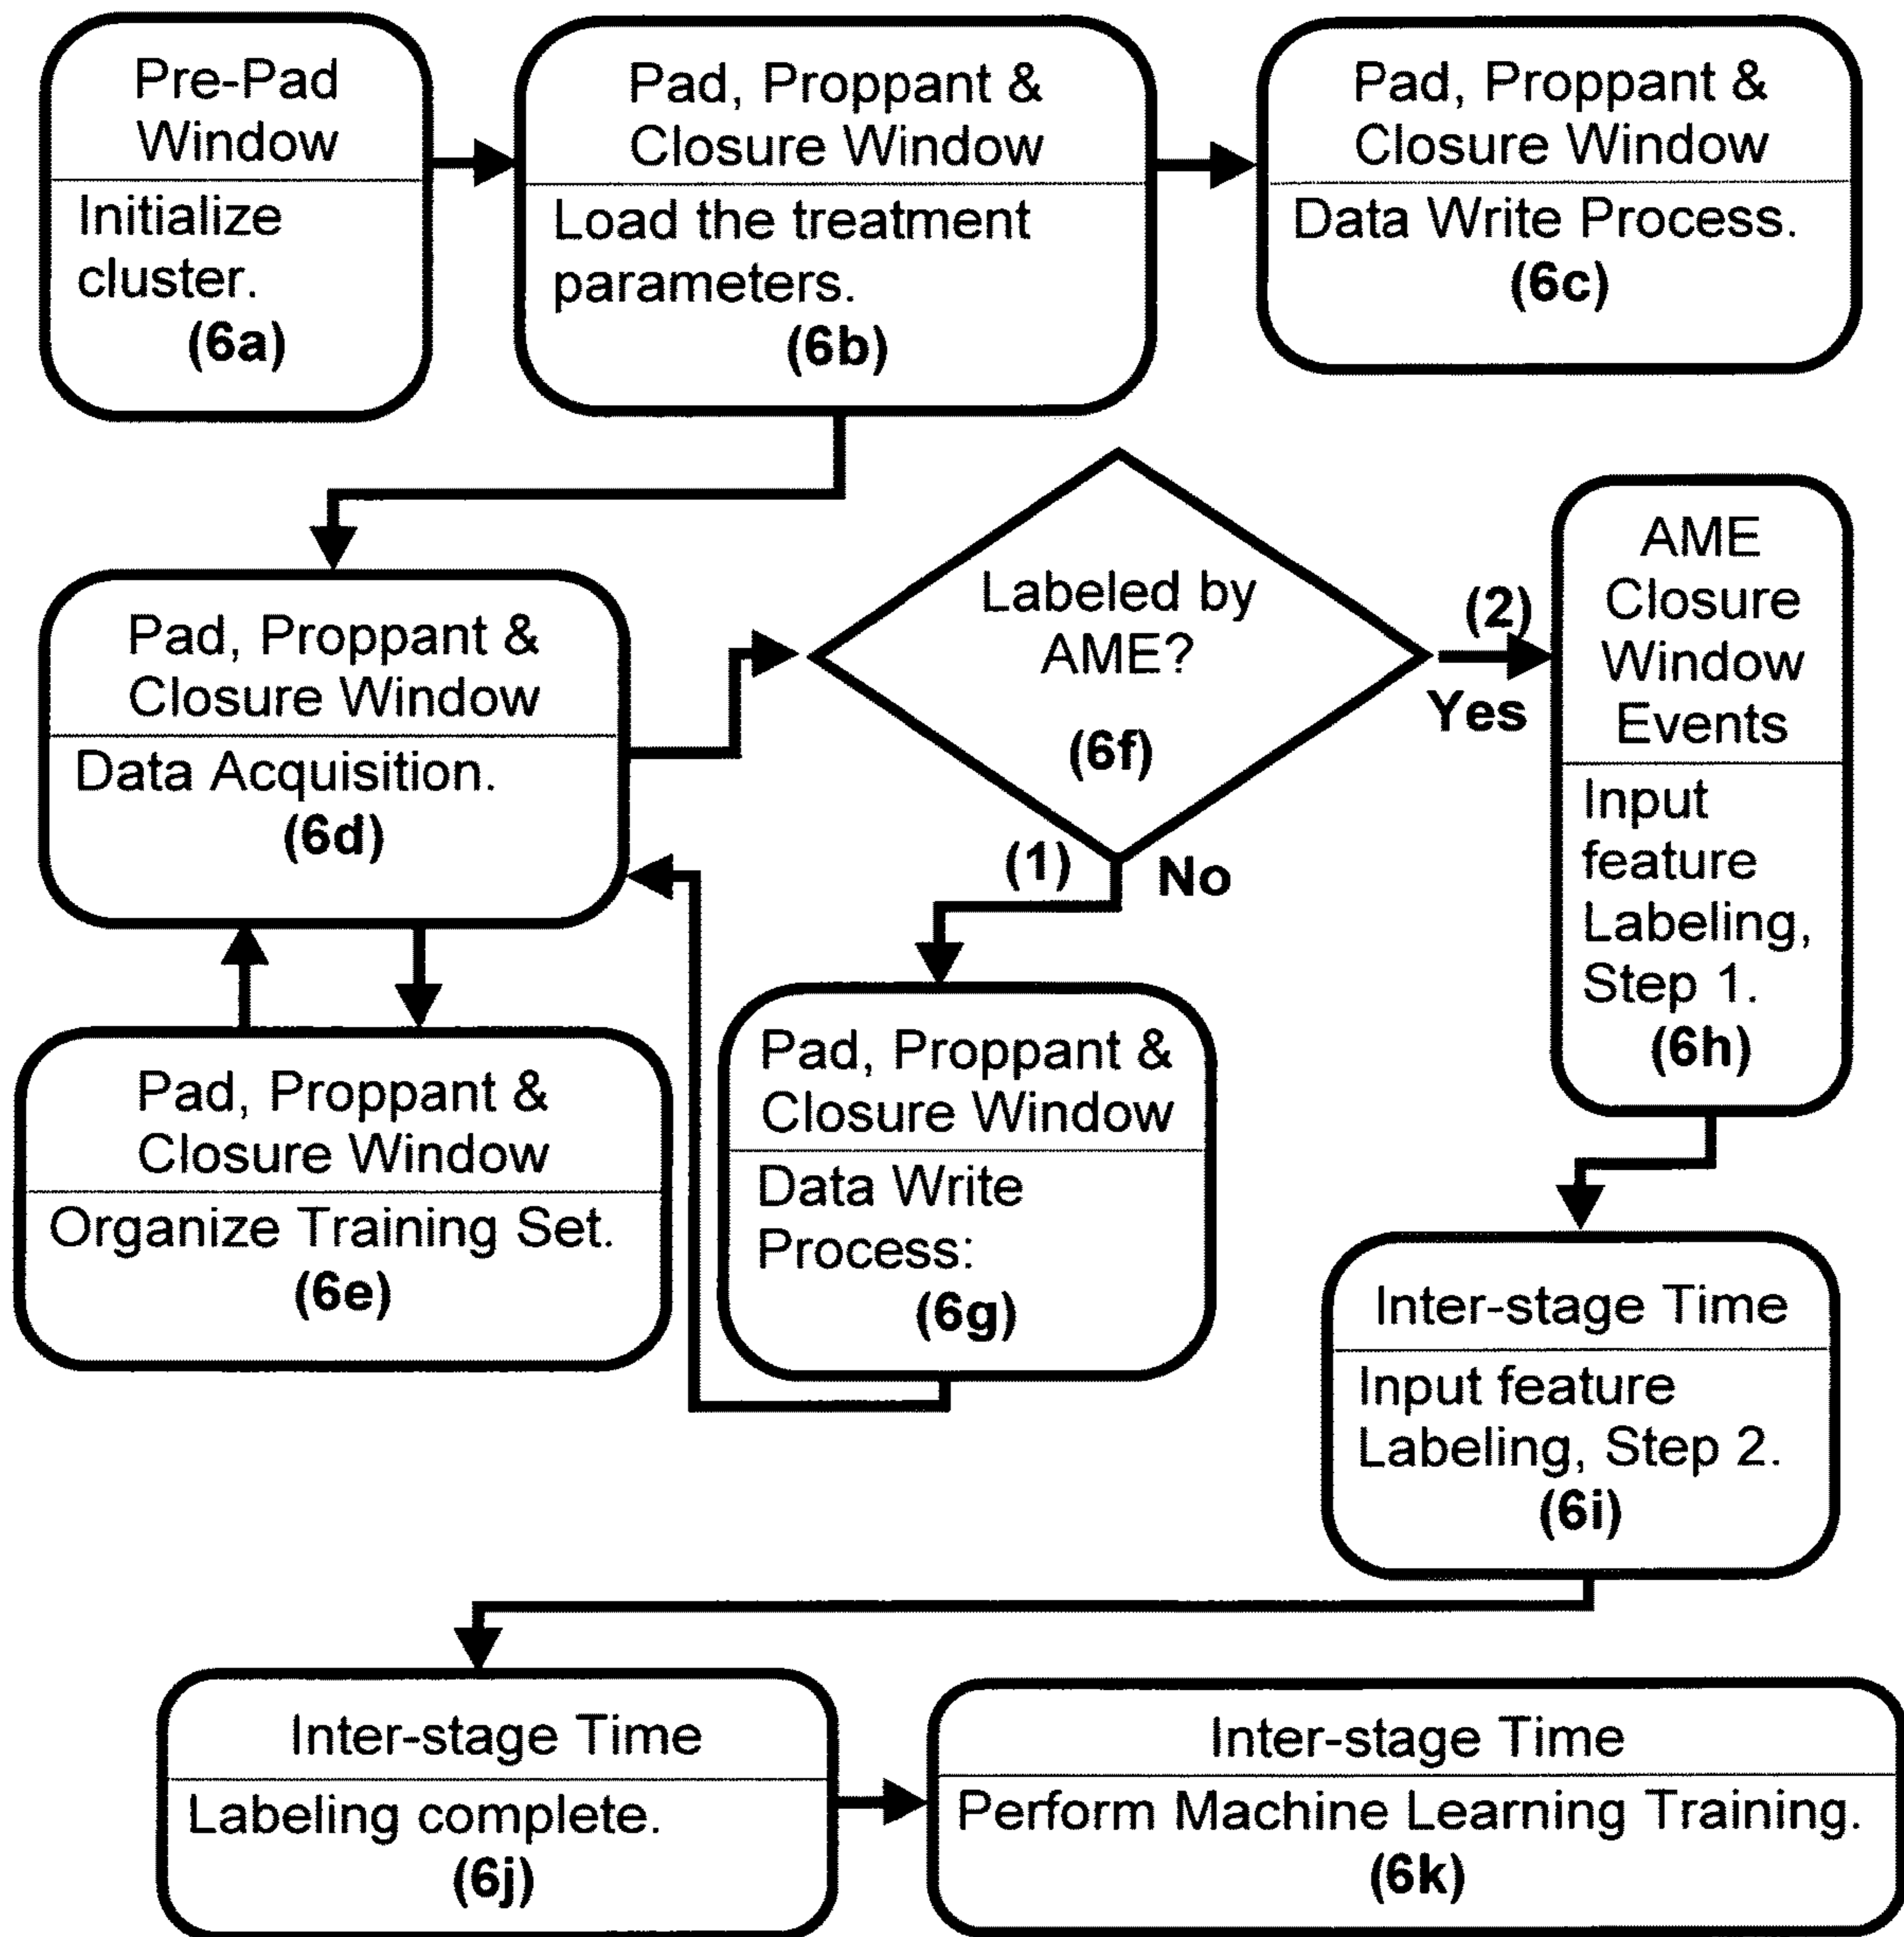 Pre-Pad
Window
Initialize
cluster.
(6a)
Pad, Proppant &
Closure Window
Load the treatment
parameters.
(6b)
Pad, Proppant &
Closure Window
Data Write Process.
(6c)
Pad, Proppant &
Closure Window
Data Acquisition.
(6d)
Pad, Proppant &
Closure Window
Organize Training Set.
(6e)
Labeled by
AME?
(6f)
(1)
No
(2)
Yes
Pad, Proppant &
Closure Window
Data Write
Process:
(6g)
AME
Closure
Window
Events
Input
feature
Labeling,
Step 1.
(6h)
Inter-stage Time
Input feature
Labeling, Step 2.
(6i)
Inter-stage Time
Labeling complete.
(6j)
Inter-stage Time
Perform Machine Learning Training.
(6k)